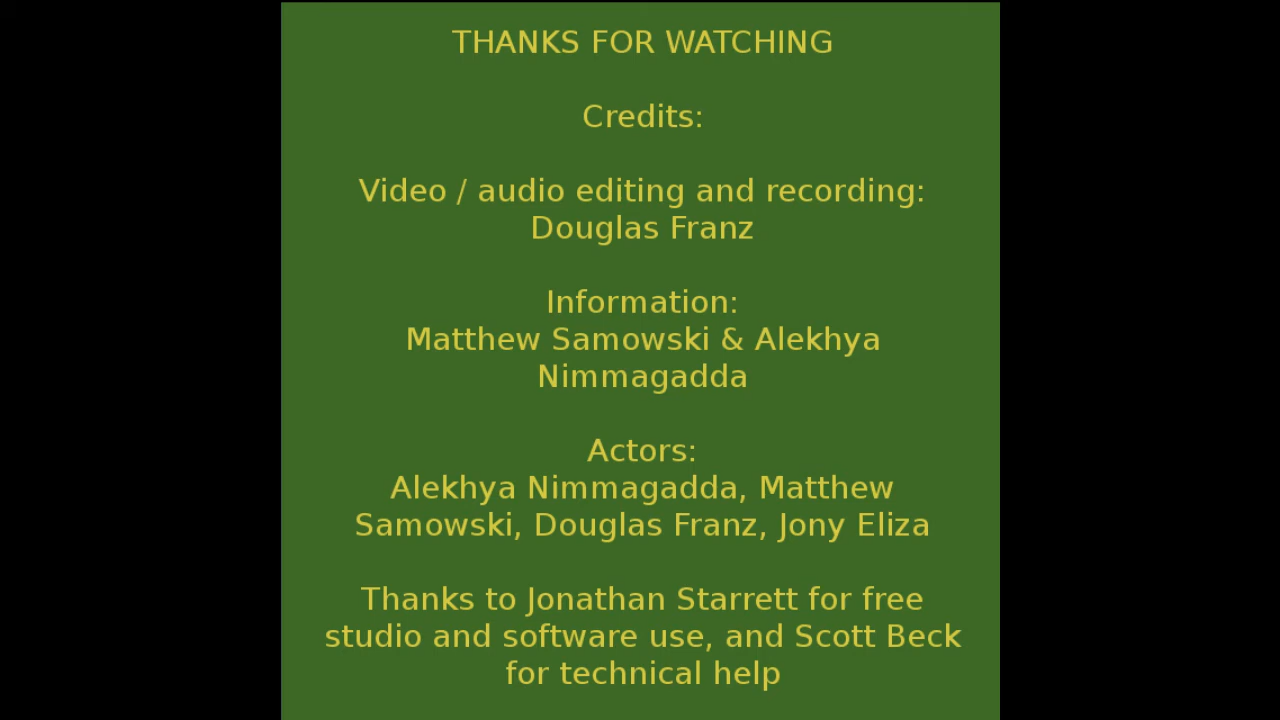 THANKS FOR WATCHING
Credits:
Video / audio editing and recording:
Douglas Franz
Information:
Matthew Samowski & Alekhya
Nimmagadda
Actors:
Alekhya Nimmagadda, Matthew
Samowski, Douglas Franz, Jony Eliza
Thanks to Jonathan Starrett for free
studio and software use, and Scott Beck
for technical help